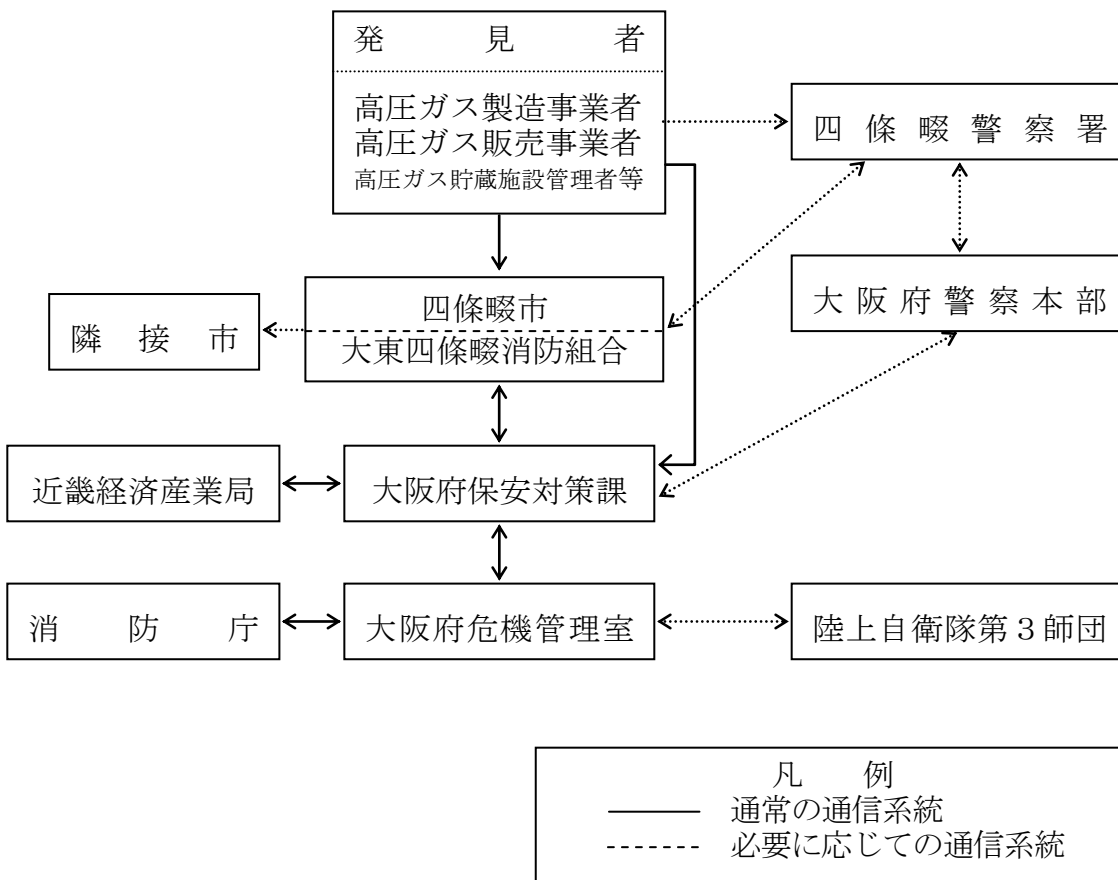 発見者
高圧ガス製造事業者
高圧ガス販売事業者
高圧ガス貯蔵施設管理者等
四條畷警察署
大阪府警察本部
四條畷市
大東四條畷消防組合
隣接市
近畿経済産業局
大阪府保安対策課
消防庁
大阪府危機管理室
陸上自衛隊第３師団
凡例
通常の通信系統
必要に応じての通信系統